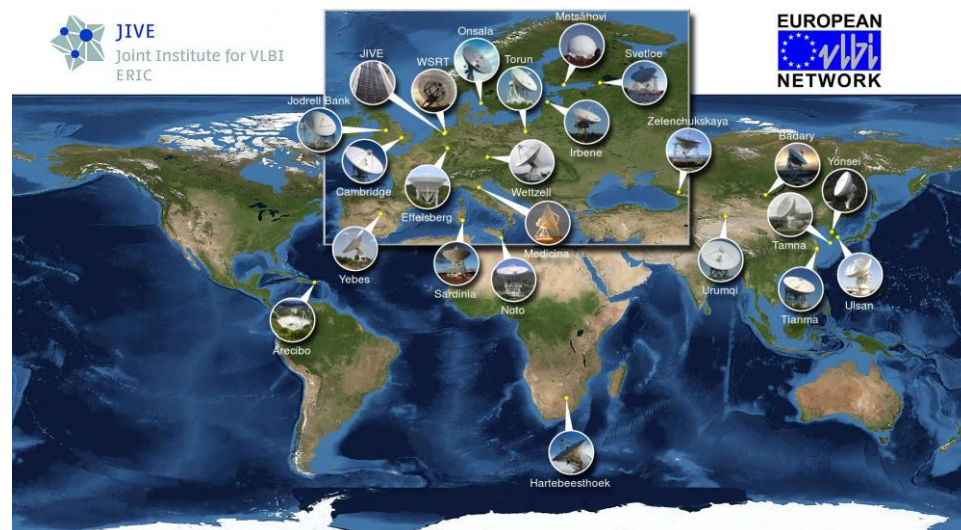 JIVE
Joint Institute for VLBI
ERIC
EUROPEAN
vlbi
NETWORK
Metsähovi
Onsala
Svetloe
JIVE
WSRT
Torun
Jodrell Bank
Zelenchukskaya
Badary
Irbene
Yonsei
Cambridge
Wettzell
Effelsberg
Tamna
Medicina
Yebes
Urumqi
Sardinia
Noto
Tianma
Ulsan
Arecibo
Hartebeesthoek